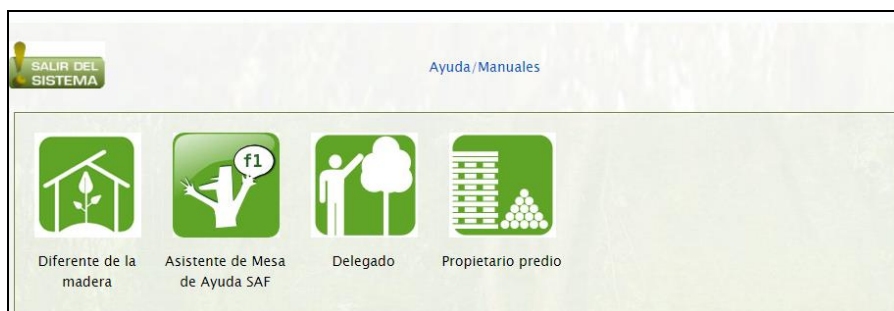 SALIR DEL
SISTEMA
Ayuda/Manuales
f1
Diferente de la
madera
Asistente de Mesa
de Ayuda SAF
Delegado
Propietario predio